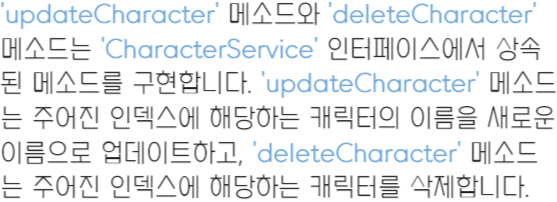 'updateCharacter' 메소드와 'deleteCharacter'
메소드는 'CharacterService' 인터페이스에서 상속
된 메소드를 구현합니다. 'updateCharacter' 메소드
는 주어진 인덱스에 해당하는 캐릭터의 이름을 새로운
이름으로 업데이트하고, 'deleteCharacter' 메소드
는 주어진 인덱스에 해당하는 캐릭터를 삭제합니다.